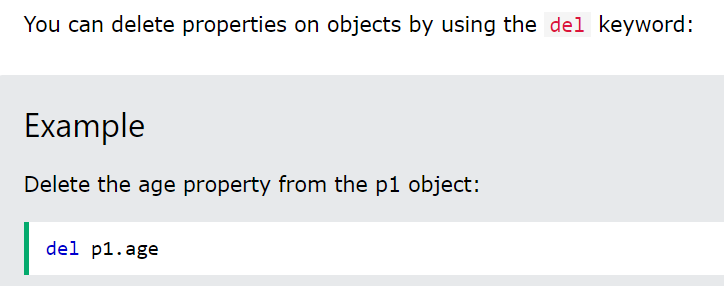 You can delete properties on objects by using the del keyword:
Example
Delete the age property from the p1 object:
del p1.age